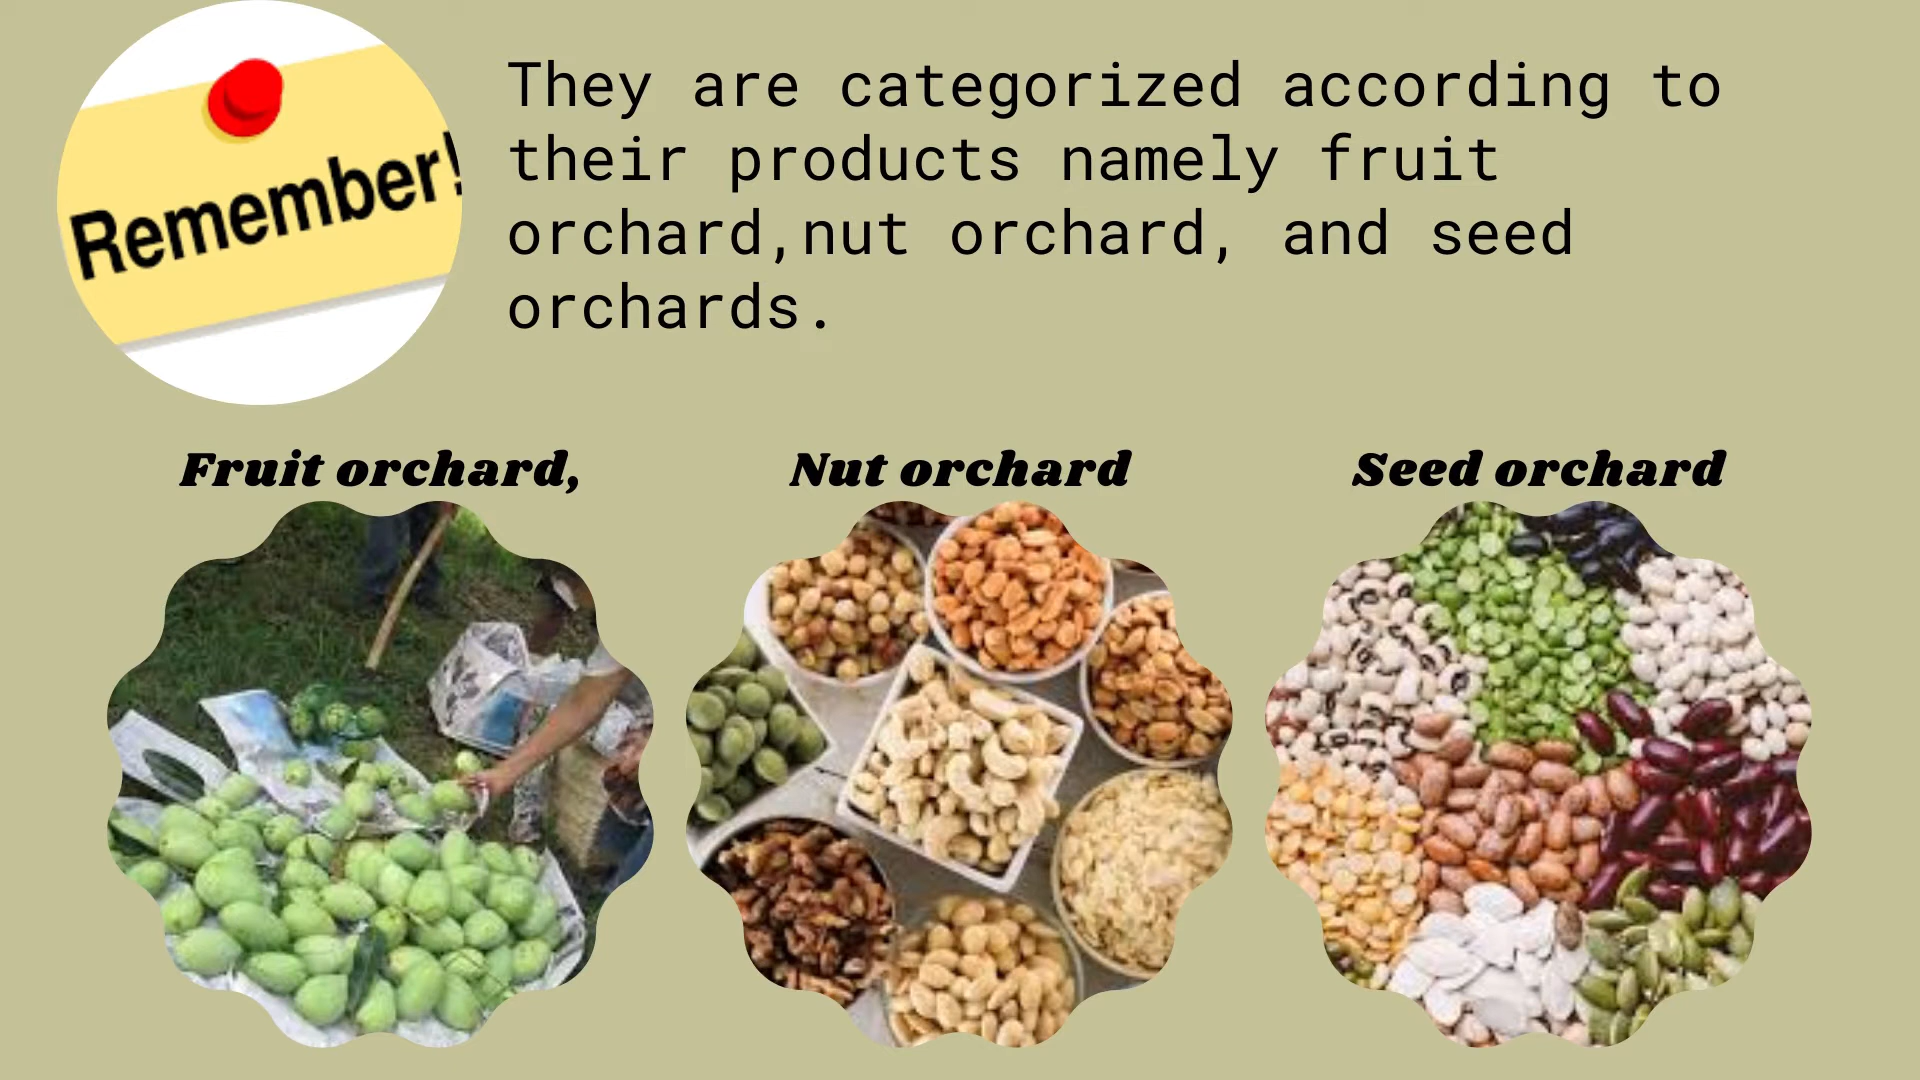 Remember!
They are categorized according to
their products namely fruit
orchard,nut orchard, and seed
orchards.
Fruit orchard,
Nut orchard
Seed orchard